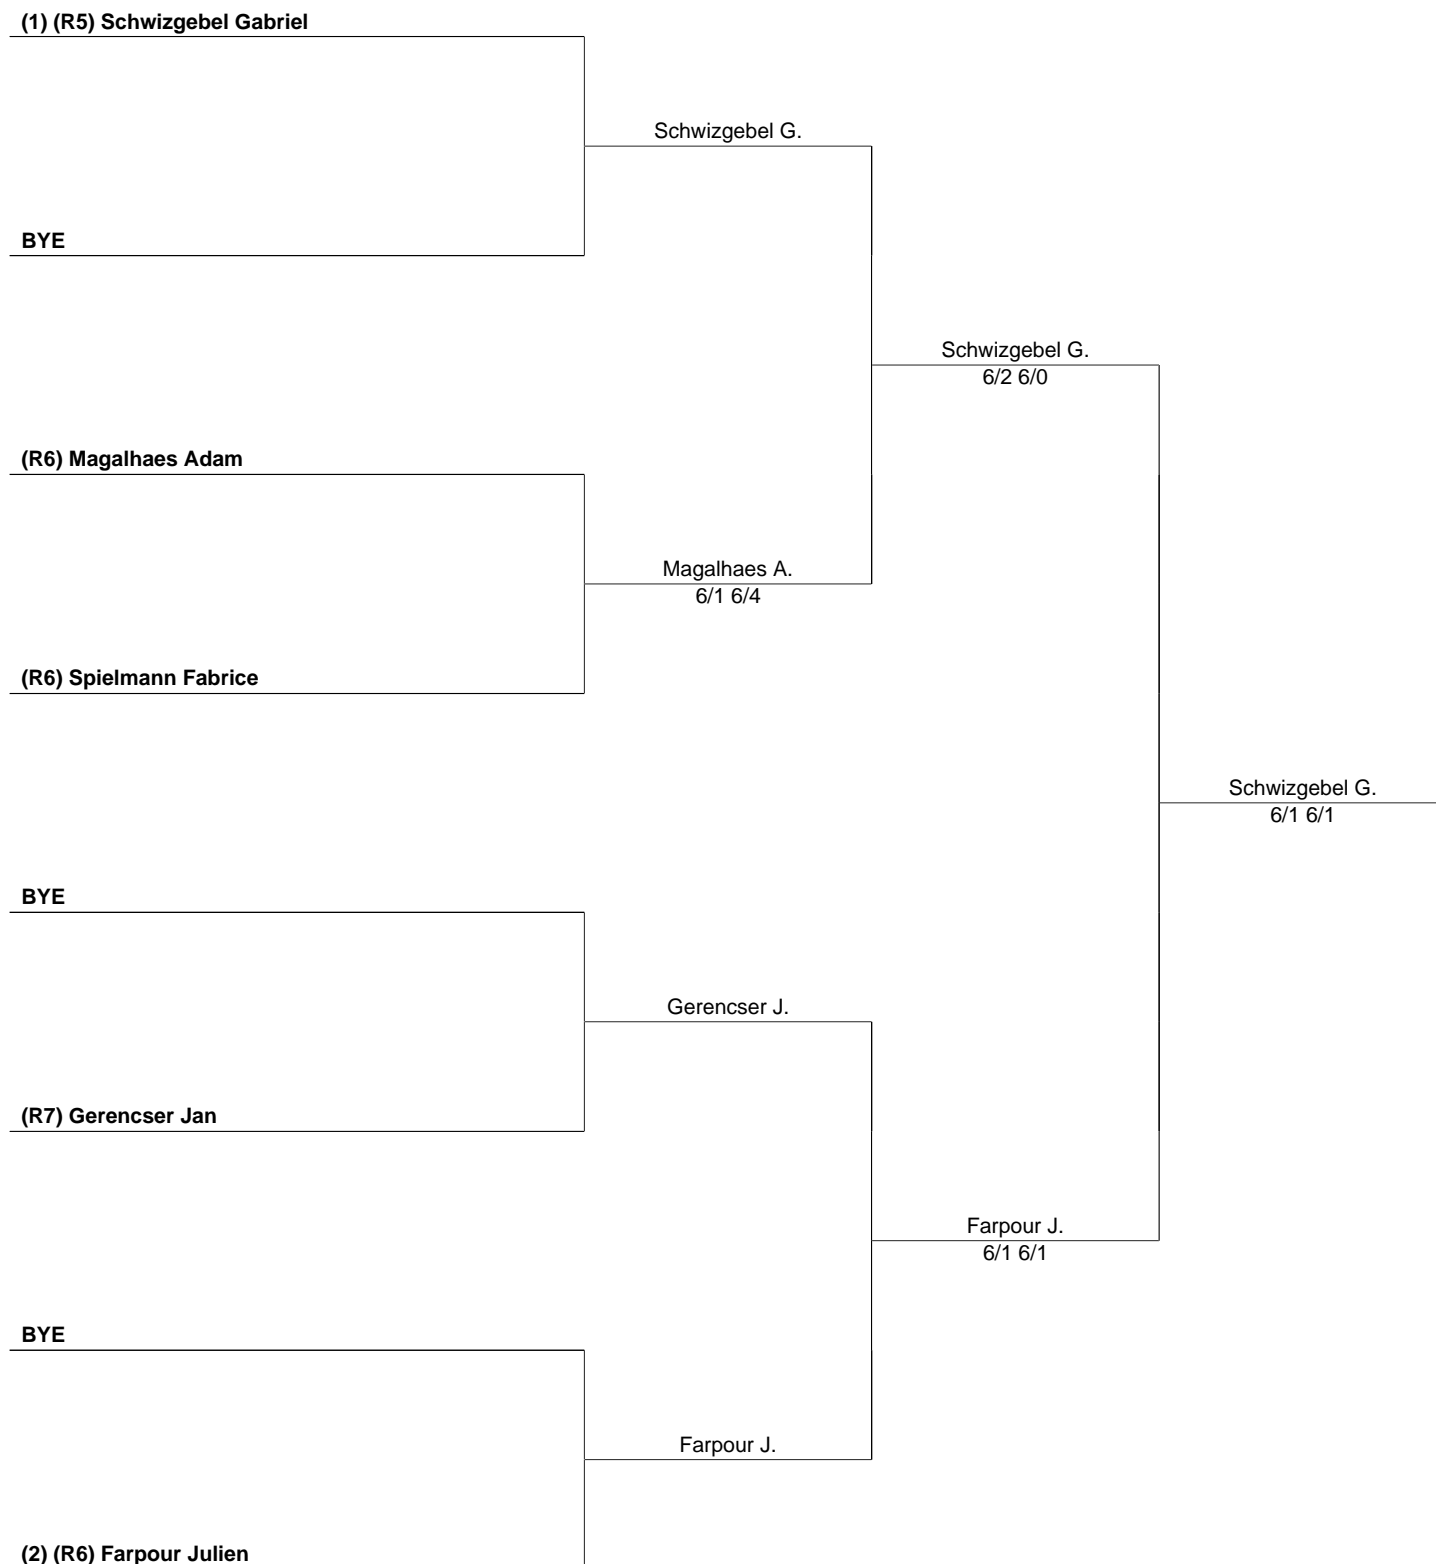 (1) (R5) Schwizgebel Gabriel
Schwizgebel G.
BYE
Schwizgebel G.
6/2 6/0
(R6) Magalhaes Adam
Magalhaes A.
6/1 6/4
(R6) Spielmann Fabrice
Schwizgebel G.
6/1 6/1
BYE
Gerencser J.
(R7) Gerencser Jan
Farpour J.
6/1 6/1
BYE
Farpour J.
(2) (R6) Farpour Julien